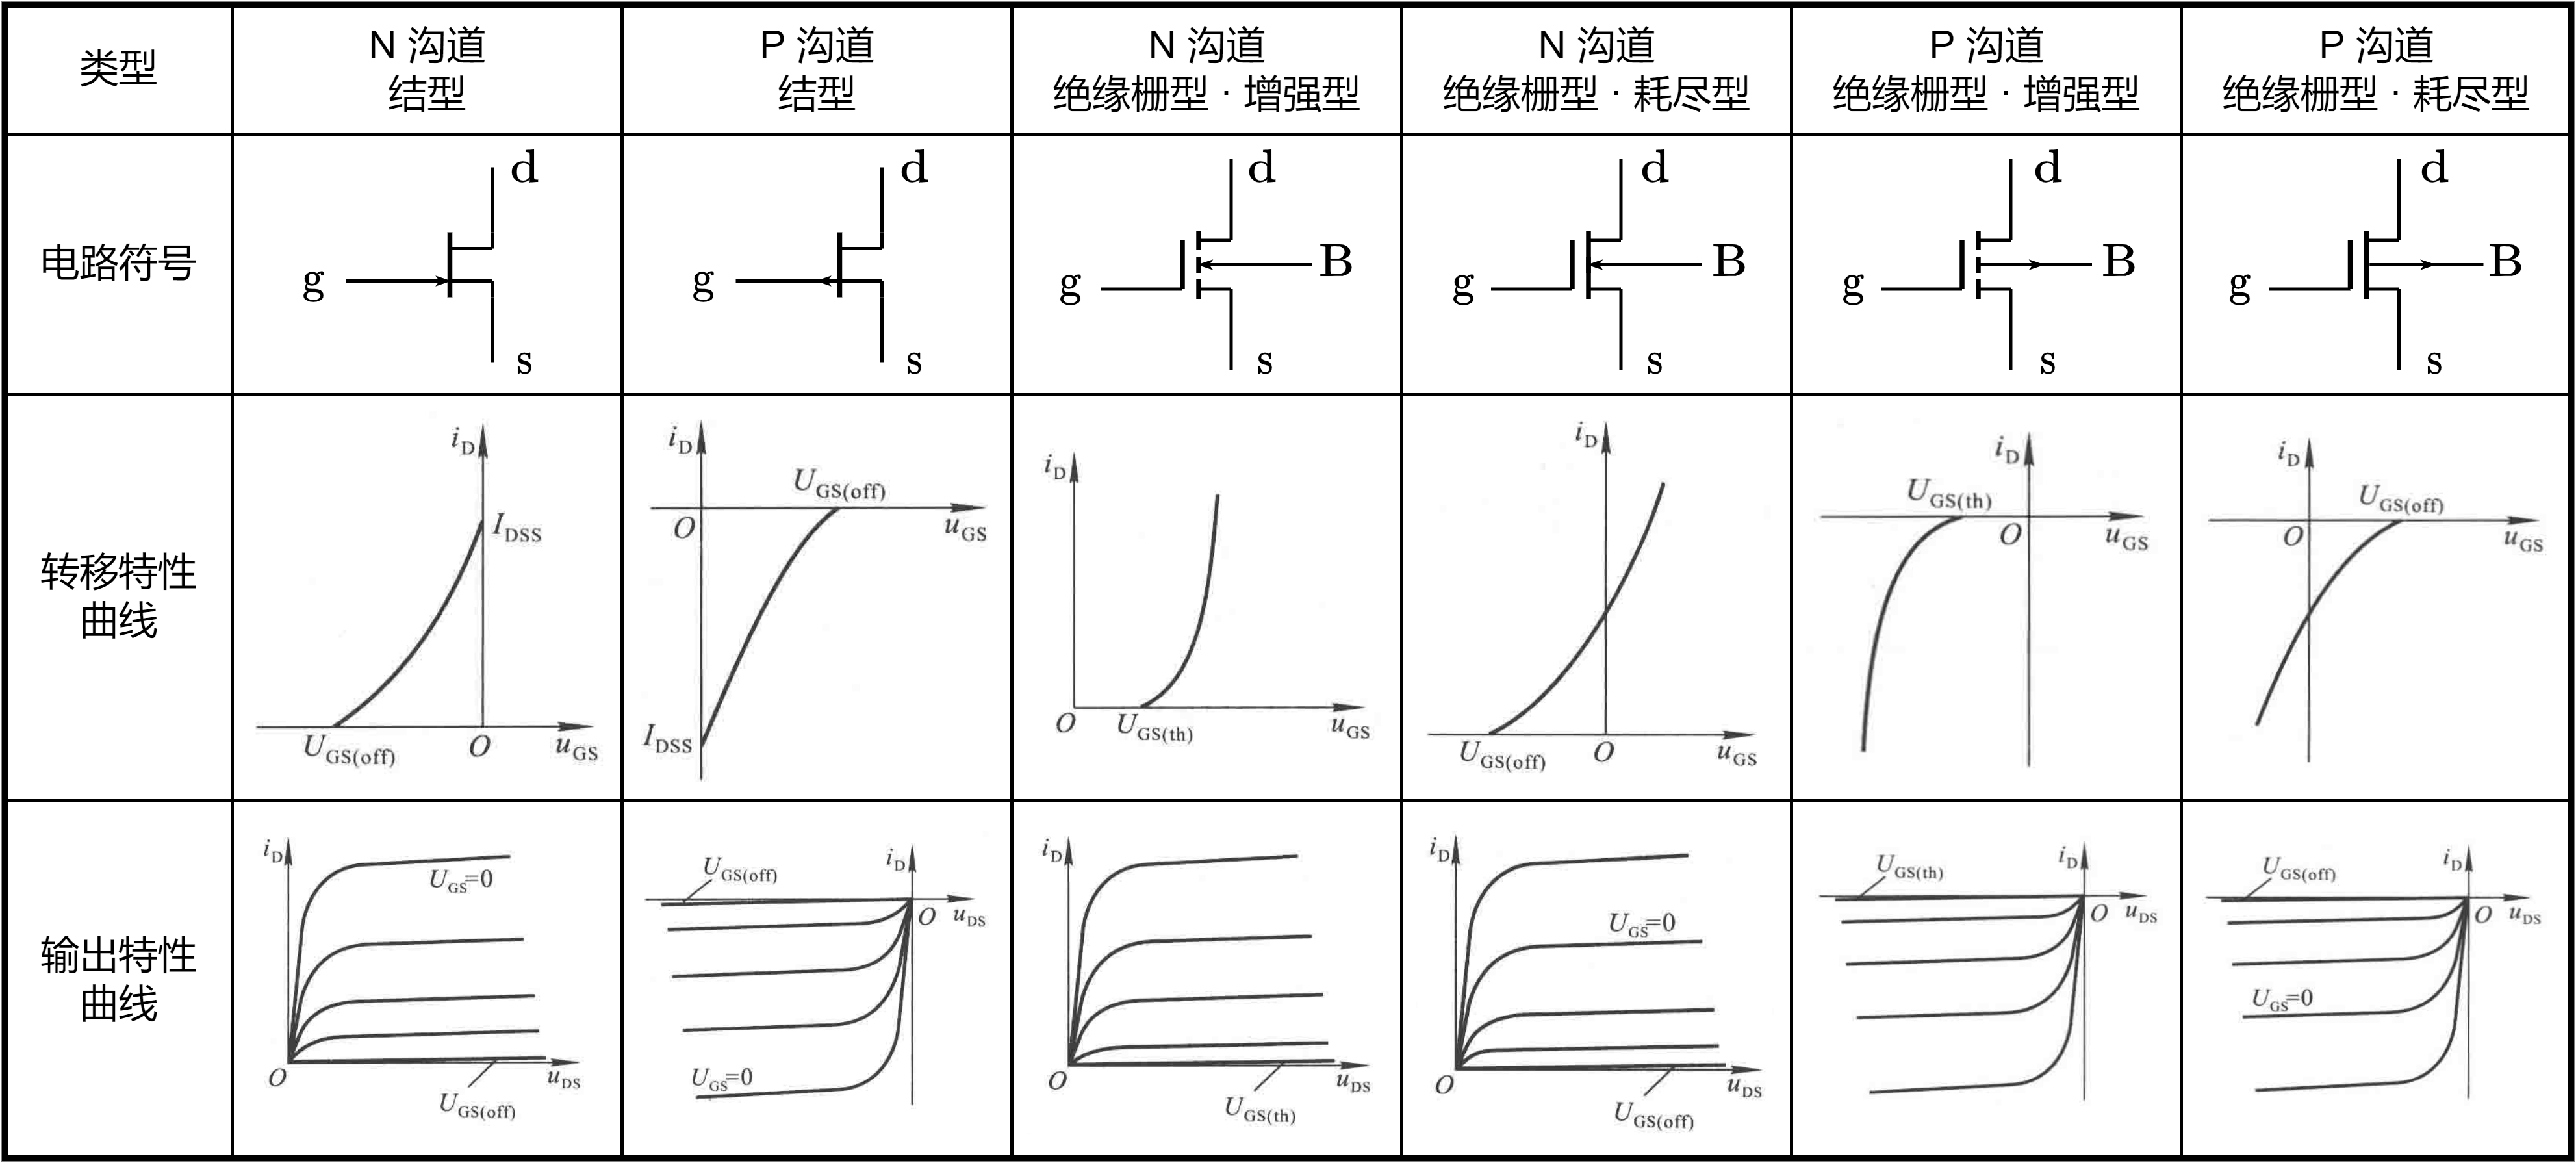 类型
N 沟道
结型
P 沟道
结型
N 沟道
绝缘栅型 · 增强型
N 沟道
绝缘栅型 · 耗尽型
P 沟道
绝缘栅型 · 增强型
P 沟道
绝缘栅型 · 耗尽型
电路符号
d
g
s
d
g
s
d
g
B
s
d
g
B
s
d
g
B
s
d
g
B
s
转移特性
曲线
iD
IDSS
UGS(off)
O
uGS
iD
UGS(off)
O
uGS
IDSS
iD
O
UGS(th)
uGS
iD
UGS(off)
O
uGS
iD
UGS(th)
O
uGS
iD
UGS(off)
O
uGS
输出特性
曲线
iD
UGS=0
O
uDS
UGS(off)
UGS(off)
iD
O
uDS
UGS=0
iD
O
uDS
UGS(th)
iD
UGS=0
O
uDS
UGS(off)
UGS(th)
iD
O
uDS
UGS(off)
iD
O
uDS
UGS=0